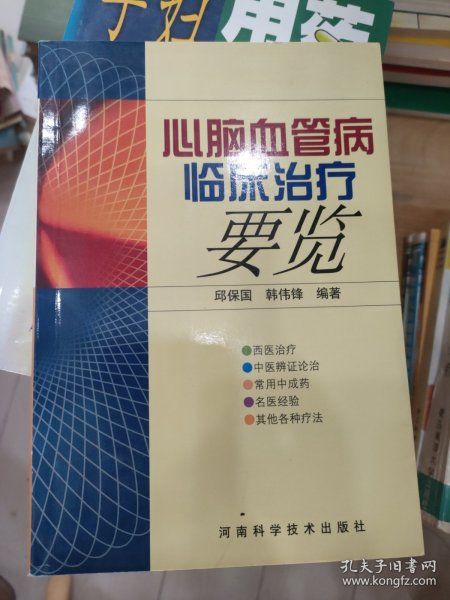 用药
心脑血管病
临床治疗
要览
邱保国 韩伟锋 编著
西医治疗
中医辨证论治
常用中成药
名医经验
其他各种疗法
河南科学技术出版社
孔夫子旧书网
www.kongfz.com